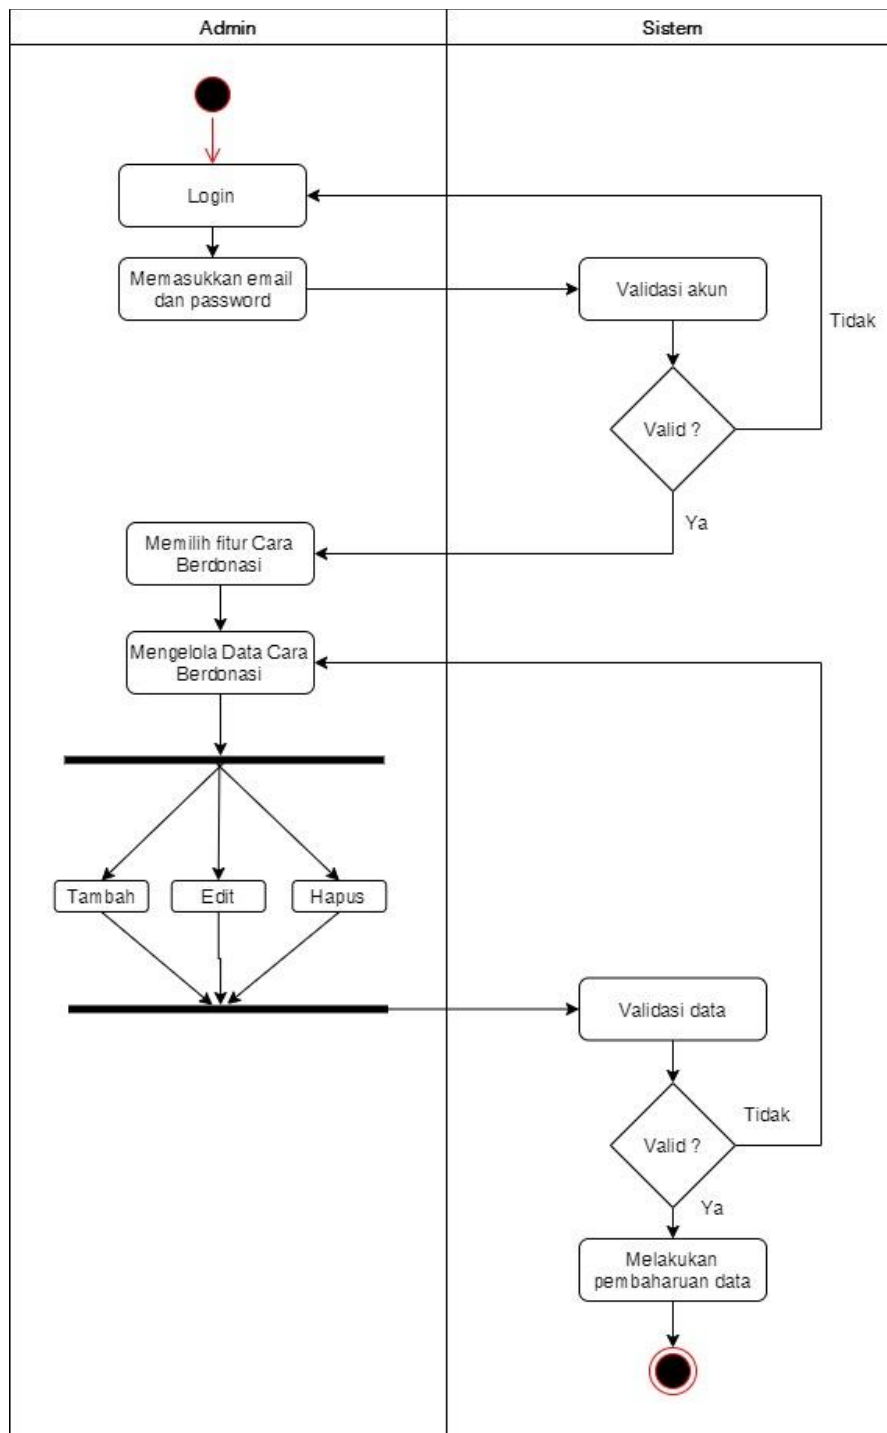 Admin
Sistem
Login
Memasukkan email
dan password
Validasi akun
Tidak
Valid ?
Ya
Memilih fitur Cara
Berdonasi
Mengelola Data Cara
Berdonasi
Tambah
Edit
Hapus
Validasi data
Tidak
Valid ?
Ya
Melakukan
pembaharuan data